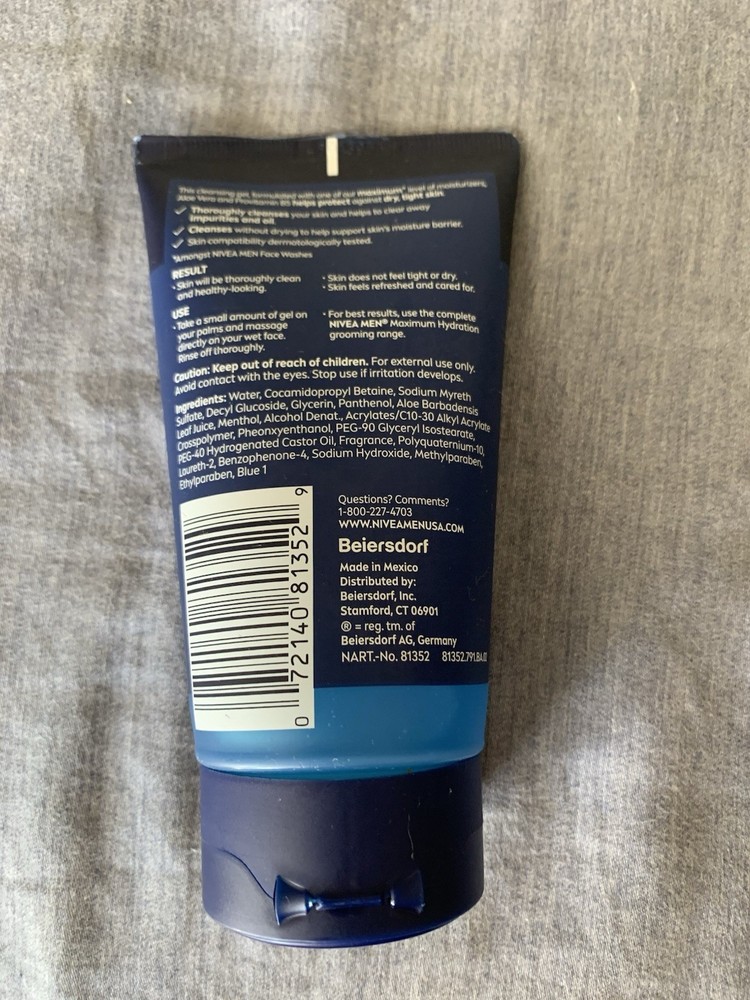 This cleansing gel, formulated with one of our maximum* level of moisturizers,
Aloe Vera and Provitamin B5 helps protect against dry, tight skin.
✓ Thoroughly cleanses your skin and helps to clear away
impurities and oil.
✓ Cleanses without drying to help support skin's moisture barrier.
✓ Skin compatibility dermatologically tested.
*Amongst NIVEA MEN Face Washes
RESULT
• Skin will be thoroughly clean
and healthy-looking.
• Skin does not feel tight or dry.
• Skin feels refreshed and cared for.
USE
• Take a small amount of gel on
your palms and massage
directly on your wet face.
Rinse off thoroughly.
• For best results, use the complete
NIVEA MEN® Maximum Hydration
grooming range.
Caution: Keep out of reach of children. For external use only.
Avoid contact with the eyes. Stop use if irritation develops.
Ingredients: Water, Cocamidopropyl Betaine, Sodium Myreth
Sulfate, Decyl Glucoside, Glycerin, Panthenol, Aloe Barbadensis
Leaf Juice, Menthol, Alcohol Denat., Acrylates/C10-30 Alkyl Acrylate
Crosspolymer, Pheonxyenthanol, PEG-90 Glyceryl Isostearate,
PEG-40 Hydrogenated Castor Oil, Fragrance, Polyquaternium-10,
Laureth-2, Benzophenone-4, Sodium Hydroxide, Methylparaben,
Ethylparaben, Blue 1
0 72140 81352 9
Questions? Comments?
1-800-227-4703
WWW.NIVEAMENUSA.COM
Beiersdorf
Made in Mexico
Distributed by:
Beiersdorf, Inc.
Stamford, CT 06901
® = reg. tm. of
Beiersdorf AG, Germany
NART.-No. 81352 81352.791.BA.02